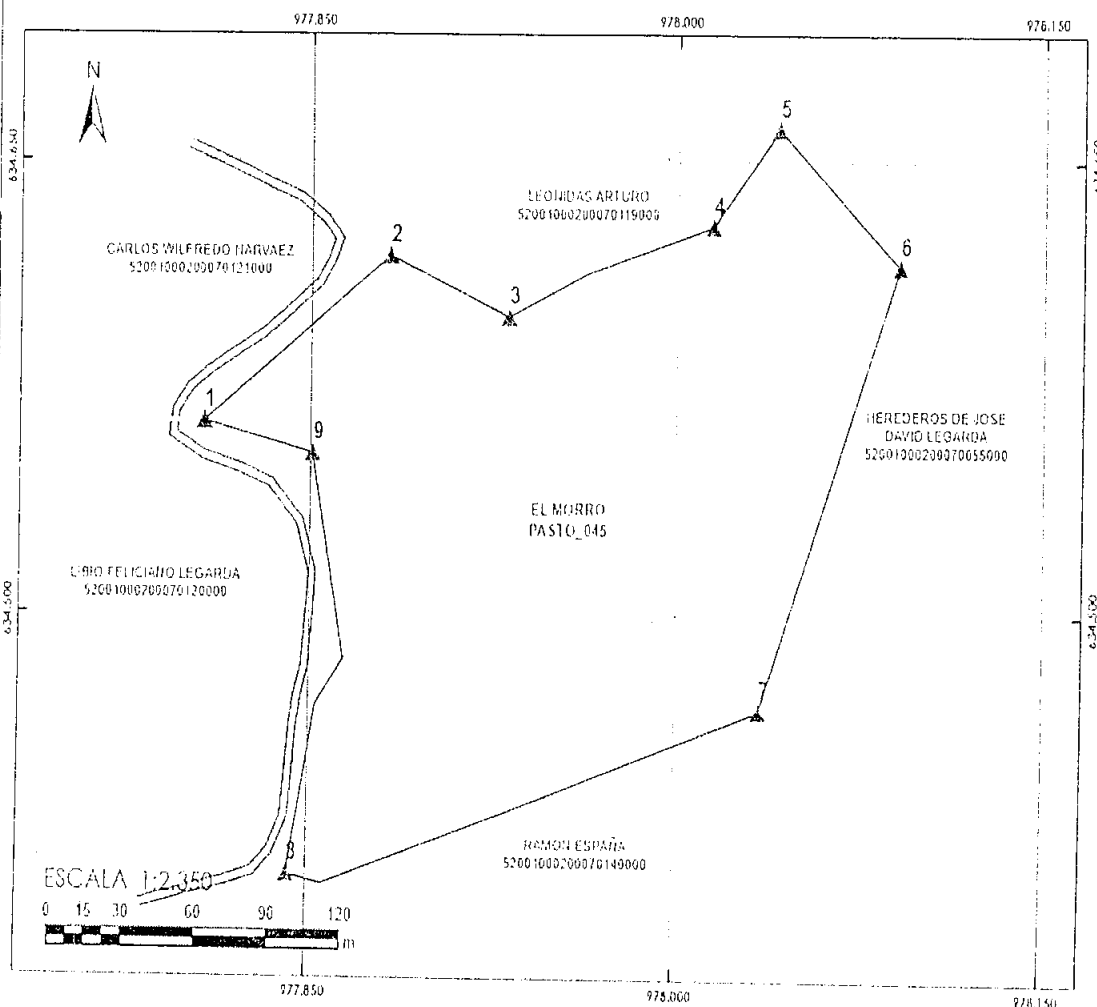 977.850
978.000
978.150
N
5
634.650
LEONIDAS ARTURO
52001000200070119000
4
CARLOS WILFREDO NARVAEZ
52001000200070121000
2
6
3
1
9
HEREDEROS DE JOSE
DAVID LEGARDA
52001000200070055000
EL MORRO
PASTO_045
LIBIO FELICIANO LEGARDA
52001000200070120000
634.500
634.500
7
RAMON ESPAÑA
52001000200070149000
8
ESCALA 1:2.350
0 15 30 60 90 120
m
977.850
978.000
978.150